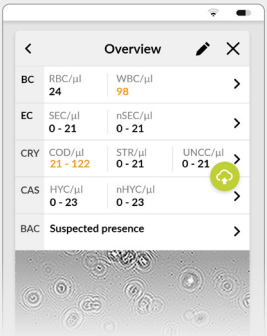 Overview
BC RBC/µl WBC/µl
24 98
EC SEC/µl nSEC/µl
0 - 21 0 - 21
CRY COD/µl STR/µl UNCC/µl
21 - 122 0 - 21 0 - 21
CAS HYC/µl nHYC/µl
0 - 23 0 - 23
BAC Suspected presence